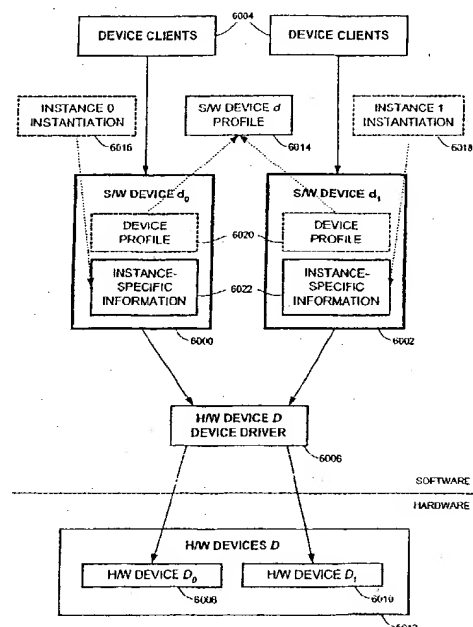 6004
DEVICE CLIENTS
DEVICE CLIENTS
INSTANCE 0
INSTANTIATION
6016
S/W DEVICE d
PROFILE
6014
INSTANCE 1
INSTANTIATION
6018
S/W DEVICE d0
DEVICE
PROFILE
6020
S/W DEVICE d1
DEVICE
PROFILE
INSTANCE-
SPECIFIC
INFORMATION
6022
INSTANCE-
SPECIFIC
INFORMATION
6000
6002
H/W DEVICE D
DEVICE DRIVER
6006
SOFTWARE
HARDWARE
H/W DEVICES D
H/W DEVICE D0
6008
H/W DEVICE D1
6010